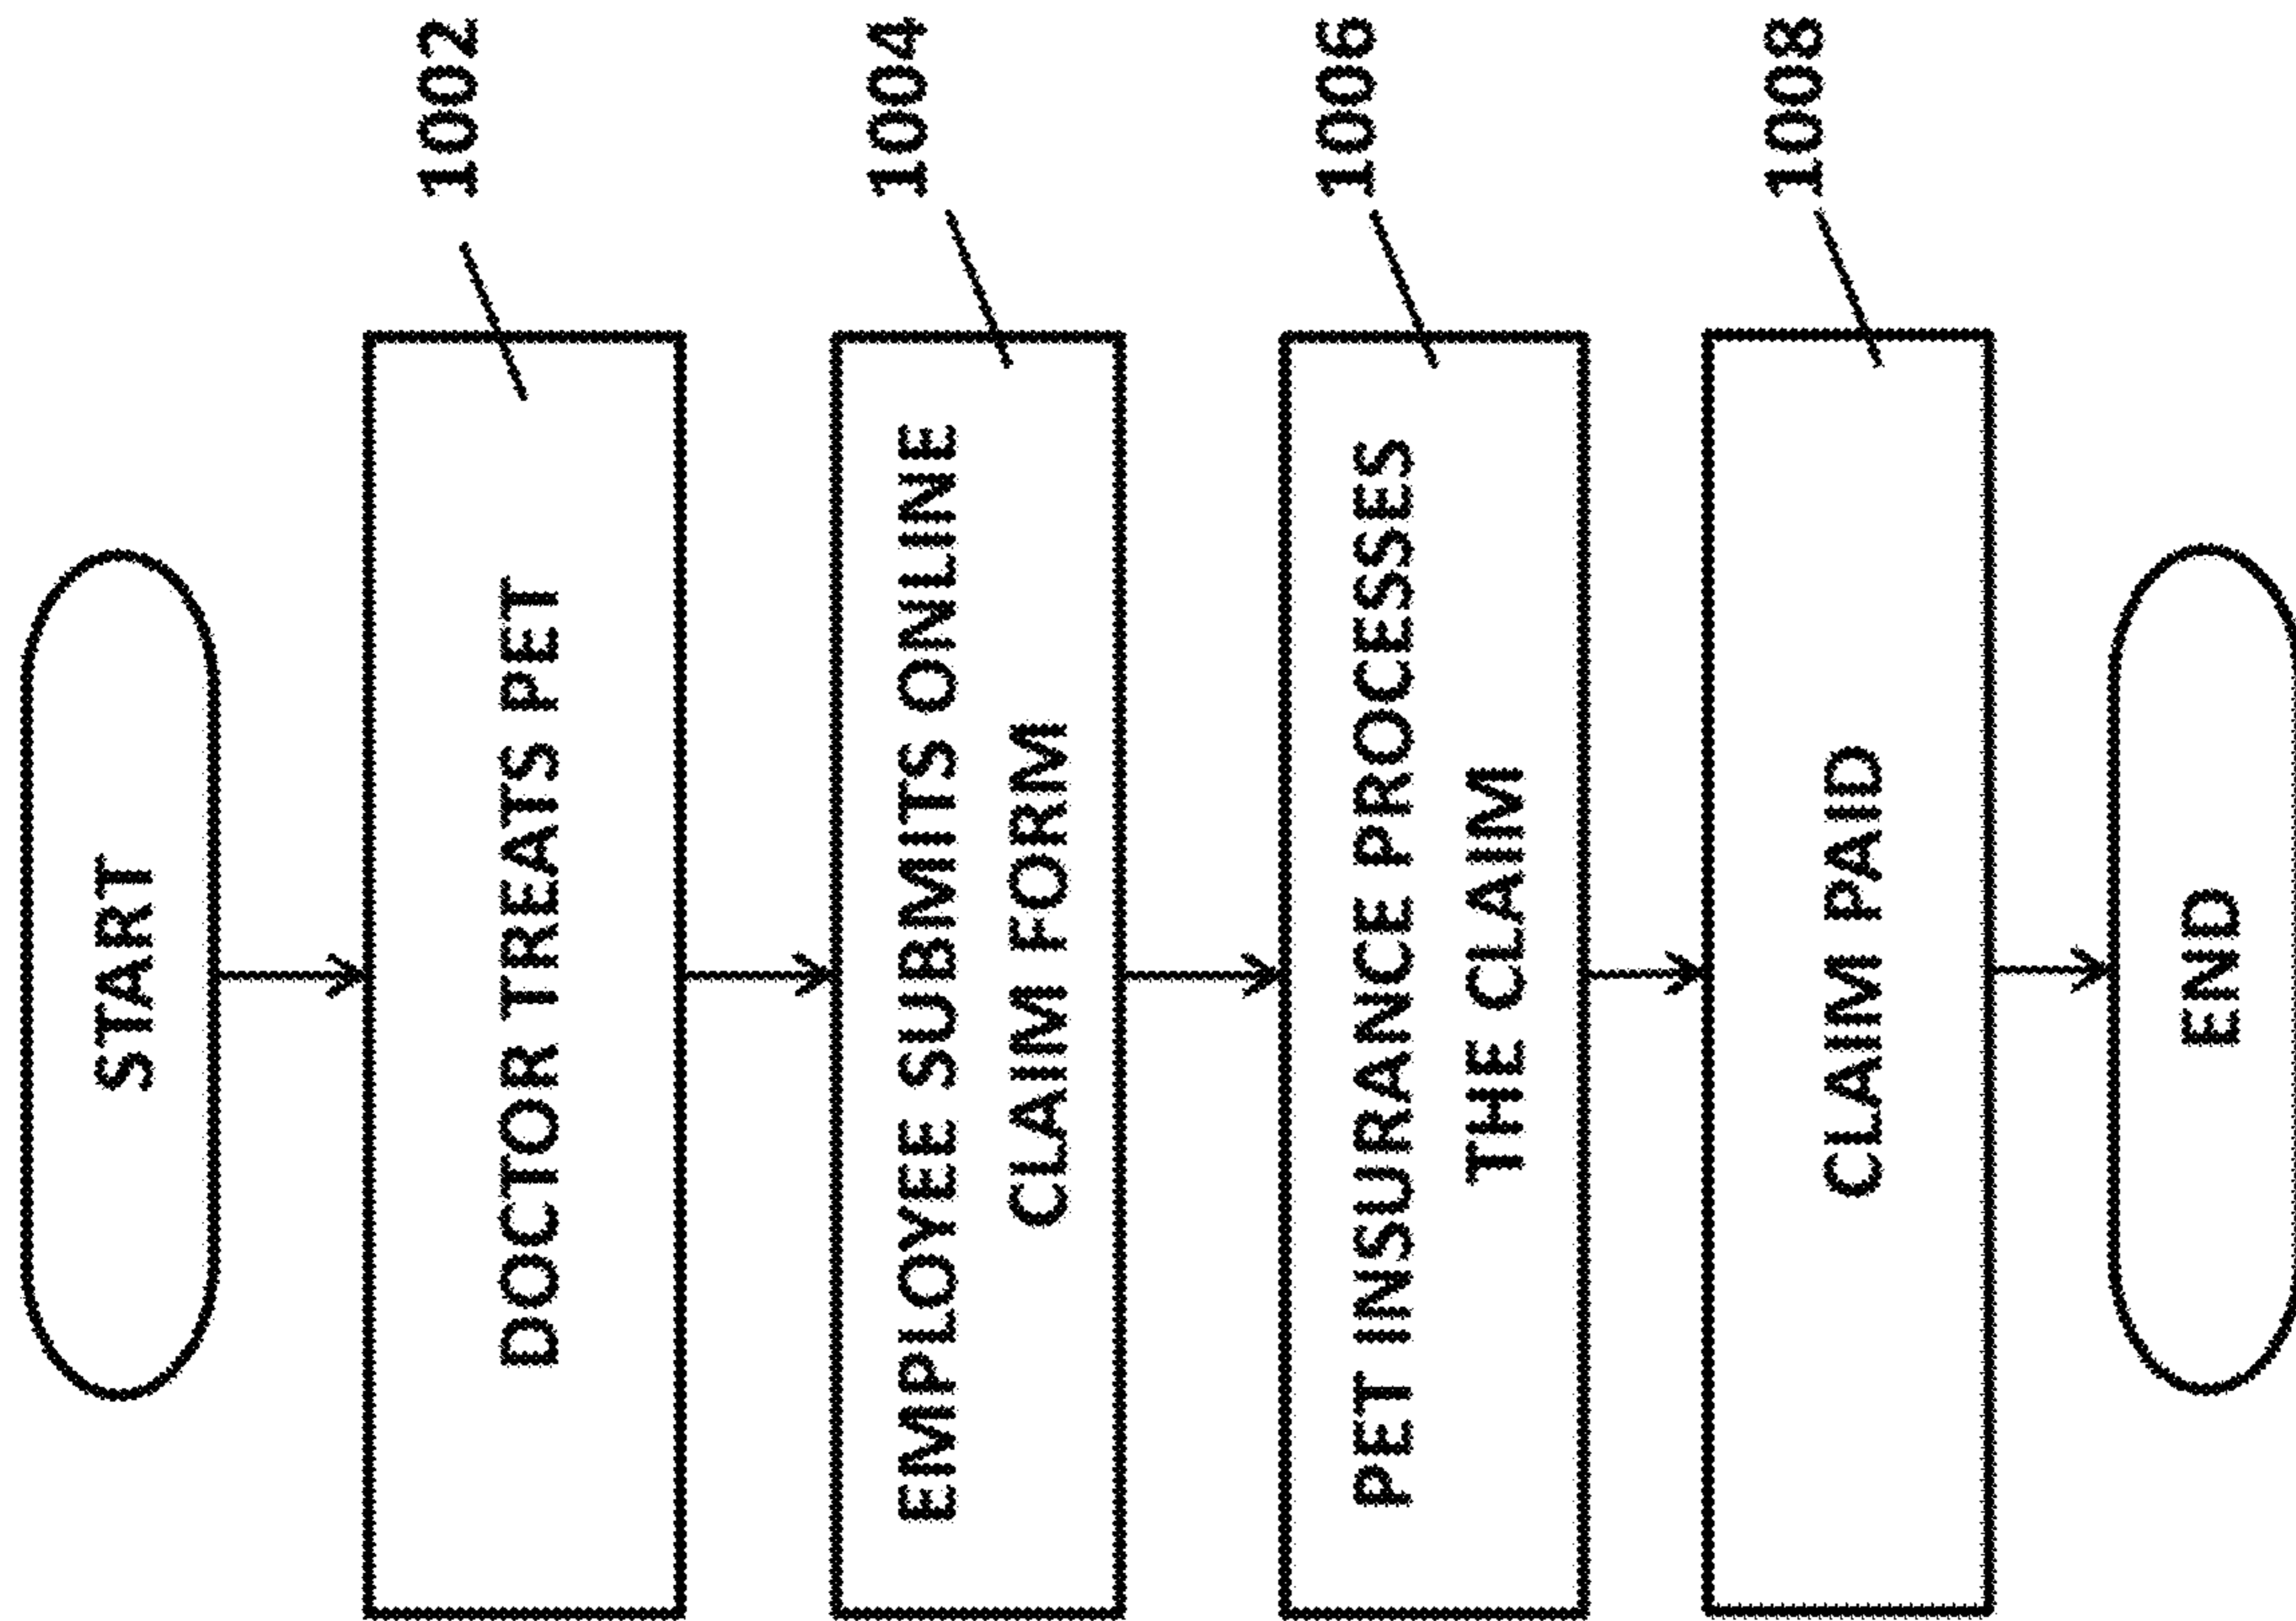 START
DOCTOR TREATS PET
1002
EMPLOYEE SUBMITS ONLINE
CLAIM FORM
1004
PET INSURANCE PROCESSES
THE CLAIM
1006
CLAIM PAID
1008
END